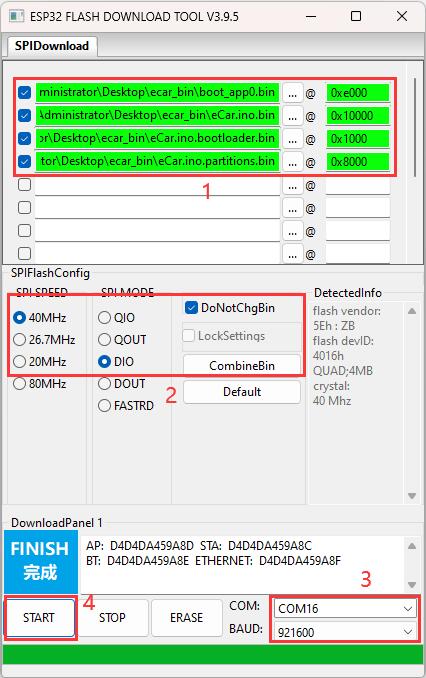 ESP32 FLASH DOWNLOAD TOOL V3.9.5
SPIDownload
ministrator\Desktop\ecar_bin\boot_app0.bin ... @ 0xe000
\dministrator\Desktop\ecar_bin\eCar.ino.bin ... @ 0x10000
or\Desktop\ecar_bin\eCar.ino.bootloader.bin ... @ 0x1000
tor\Desktop\ecar_bin\eCar.ino.partitions.bin ... @ 0x8000
... @
1
... @
... @
... @
SPIFlashConfig
SPI SPEED
40MHz
26.7MHz
20MHz
80MHz
SPI MODE
QIO
QOUT
DIO
DOUT
FASTRD
DoNotChgBin
LockSettings
CombineBin
Default
2
DetectedInfo
flash vendor:
5Eh : ZB
flash devID:
4016h
QUAD;4MB
crystal:
40 Mhz
DownloadPanel 1
FINISH
完成
AP: D4D4DA459A8D STA: D4D4DA459A8C
BT: D4D4DA459A8E ETHERNET: D4D4DA459A8F
3
4
START
STOP
ERASE
COM: COM16
BAUD: 921600